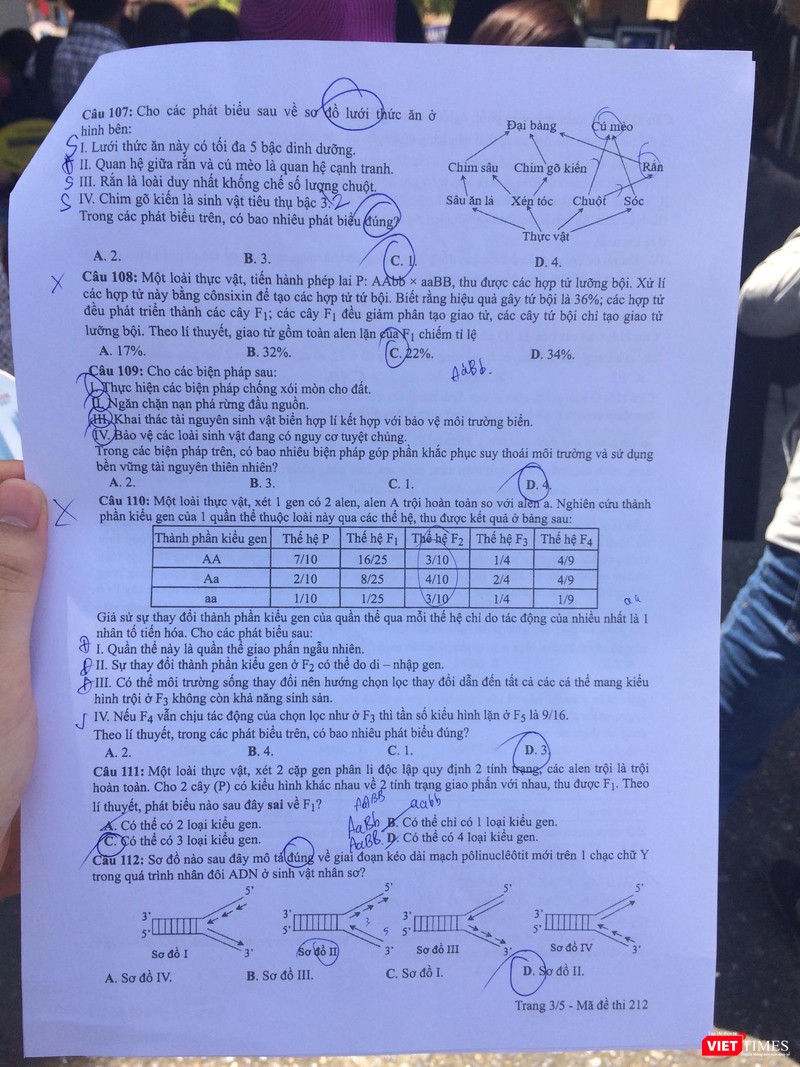 Câu 107: Cho các phát biểu sau về sơ đồ lưới thức ăn ở
hình bên:
S I. Lưới thức ăn này có tối đa 5 bậc dinh dưỡng.
II. Quan hệ giữa rắn và cú mèo là quan hệ cạnh tranh.
S III. Rắn là loài duy nhất khống chế số lượng chuột.
S IV. Chim gõ kiến là sinh vật tiêu thụ bậc 3. 2
Trong các phát biểu trên, có bao nhiêu phát biểu đúng?
Đại bàng Cú mèo
Chim sâu Chim gõ kiến Rắn
Sâu ăn lá Xén tóc Chuột Sóc
Thực vật
A. 2. B. 3. C. 1. D. 4.
X Câu 108: Một loài thực vật, tiến hành phép lai P: AAbb × aaBB, thu được các hợp tử lưỡng bội. Xử lí
các hợp tử này bằng cônsixin để tạo các hợp tử tứ bội. Biết rằng hiệu quả gây tứ bội là 36%; các hợp tử
đều phát triển thành các cây F1; các cây F1 đều giảm phân tạo giao tử, các cây tứ bội chỉ tạo giao tử
lưỡng bội. Theo lí thuyết, giao tử gồm toàn alen lặn của F1 chiếm tỉ lệ
A. 17%. B. 32%. C. 22%. D. 34%.
AaBb.
Câu 109: Cho các biện pháp sau:
I. Thực hiện các biện pháp chống xói mòn cho đất.
II. Ngăn chặn nạn phá rừng đầu nguồn.
III. Khai thác tài nguyên sinh vật biển hợp lí kết hợp với bảo vệ môi trường biển.
IV. Bảo vệ các loài sinh vật đang có nguy cơ tuyệt chủng.
Trong các biện pháp trên, có bao nhiêu biện pháp góp phần khắc phục suy thoái môi trường và sử dụng
bền vững tài nguyên thiên nhiên?
A. 2. B. 3. C. 1. D. 4.
X Câu 110: Một loài thực vật, xét 1 gen có 2 alen, alen A trội hoàn toàn so với alen a. Nghiên cứu thành
phần kiểu gen của 1 quần thể thuộc loài này qua các thế hệ, thu được kết quả ở bảng sau:
Thành phần kiểu gen Thế hệ P Thế hệ F1 Thế hệ F2 Thế hệ F3 Thế hệ F4
AA 7/10 16/25 3/10 1/4 4/9
Aa 2/10 8/25 4/10 2/4 4/9
aa 1/10 1/25 3/10 1/4 1/9
Giả sử sự thay đổi thành phần kiểu gen của quần thể qua mỗi thế hệ chỉ do tác động của nhiều nhất là 1
nhân tố tiến hóa. Cho các phát biểu sau:
I. Quần thể này là quần thể giao phấn ngẫu nhiên.
II. Sự thay đổi thành phần kiểu gen ở F2 có thể do di – nhập gen.
III. Có thể môi trường sống thay đổi nên hướng chọn lọc thay đổi dẫn đến tất cả các cá thể mang kiểu
hình trội ở F3 không còn khả năng sinh sản.
IV. Nếu F4 vẫn chịu tác động của chọn lọc như ở F3 thì tần số kiểu hình lặn ở F5 là 9/16.
Theo lí thuyết, trong các phát biểu trên, có bao nhiêu phát biểu đúng?
A. 2. B. 4. C. 1. D. 3.
Câu 111: Một loài thực vật, xét 2 cặp gen phân li độc lập quy định 2 tính trạng, các alen trội là trội
hoàn toàn. Cho 2 cây (P) có kiểu hình khác nhau về 2 tính trạng giao phấn với nhau, thu được F1. Theo
lí thuyết, phát biểu nào sau đây sai về F1?
AABB aabb
A. Có thể có 2 loại kiểu gen. AaBb B. Có thể chỉ có 1 loại kiểu gen.
C. Có thể có 3 loại kiểu gen. AaBB D. Có thể có 4 loại kiểu gen.
Câu 112: Sơ đồ nào sau đây mô tả đúng về giai đoạn kéo dài mạch pôlinuclêôtit mới trên 1 chạc chữ Y
trong quá trình nhân đôi ADN ở sinh vật nhân sơ?
5' 5' 5' 5'
3' 3' 3' 3'
5' 5' 5' 5'
3' 3' 3' 3'
Sơ đồ I Sơ đồ II Sơ đồ III Sơ đồ IV
A. Sơ đồ IV. B. Sơ đồ III. C. Sơ đồ I. D. Sơ đồ II.
Trang 3/5 - Mã đề thi 212
VIETTIMES